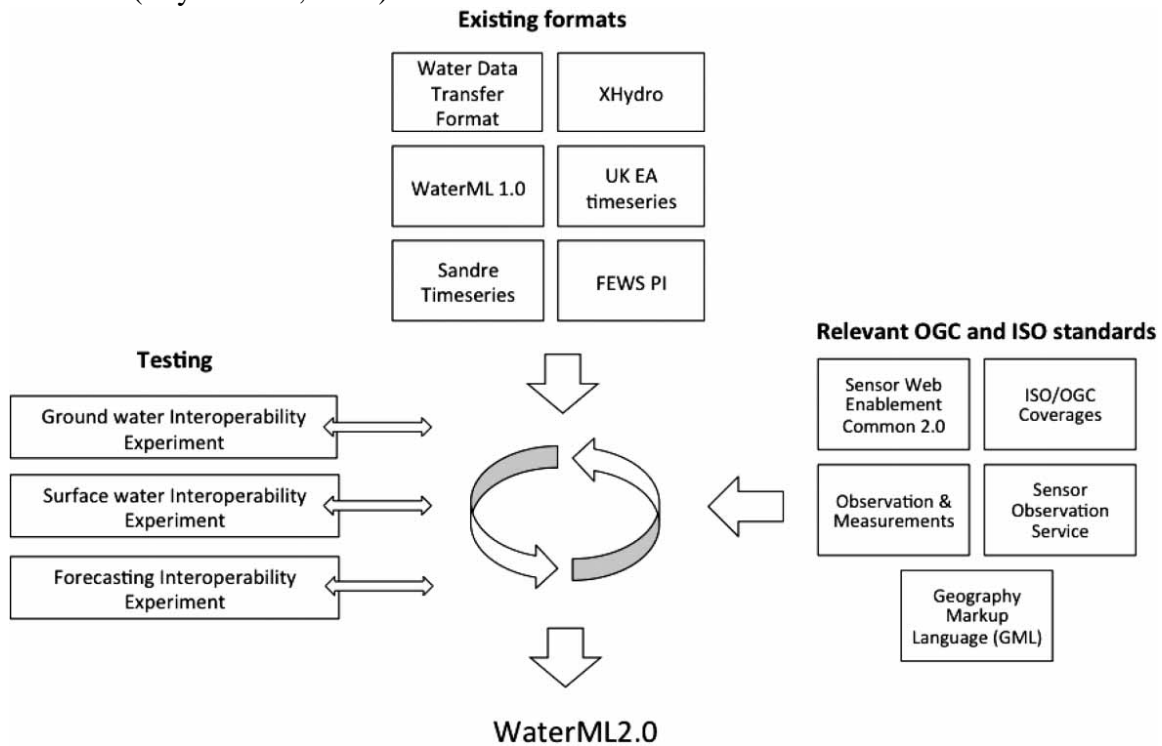 Existing formats
Water Data
Transfer
Format
XHydro
WaterML 1.0
UK EA
timeseries
Sandre
Timeseries
FEWS PI
Relevant OGC and ISO standards
Sensor Web
Enablement
Common 2.0
ISO/OGC
Coverages
Observation &
Measurements
Sensor
Observation
Service
Geography
Markup
Language (GML)
Testing
Ground water Interoperability
Experiment
Surface water Interoperability
Experiment
Forecasting Interoperability
Experiment
WaterML2.0